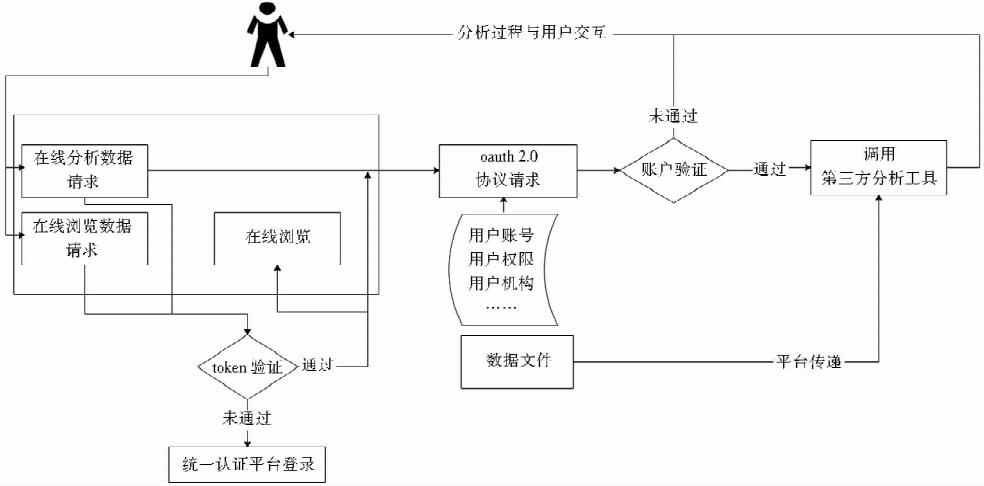 分析过程与用户交互
未通过
在线分析数据
请求
oauth 2.0
协议请求
账户验证
通过
调用
第三方分析工具
在线浏览数据
请求
在线浏览
用户账号
用户权限
用户机构
……
token 验证
通过
数据文件
平台传递
未通过
统一认证平台登录